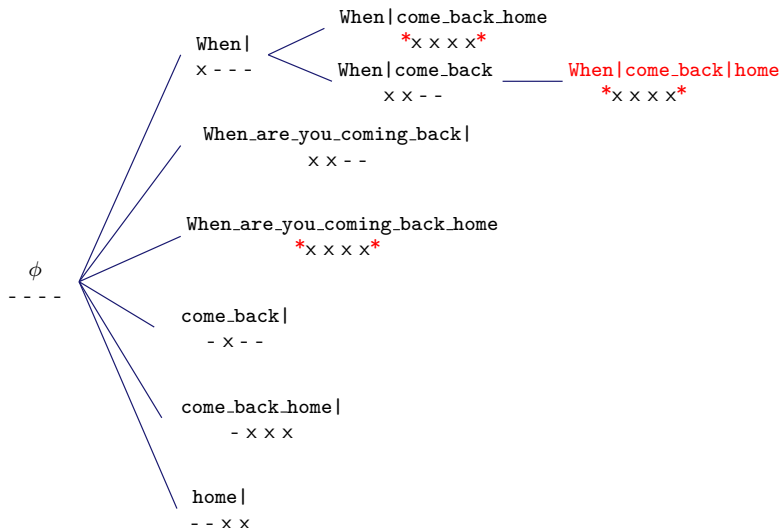 When|come_back_home
*x x x x*
When|
x - - -
When|come_back
x x - -
When|come_back|home
*x x x x*
When_are_you_coming_back|
x x - -
When_are_you_coming_back_home
*x x x x*
ϕ
- - - -
come_back|
- x - -
come_back_home|
- x x x
home|
- - x x